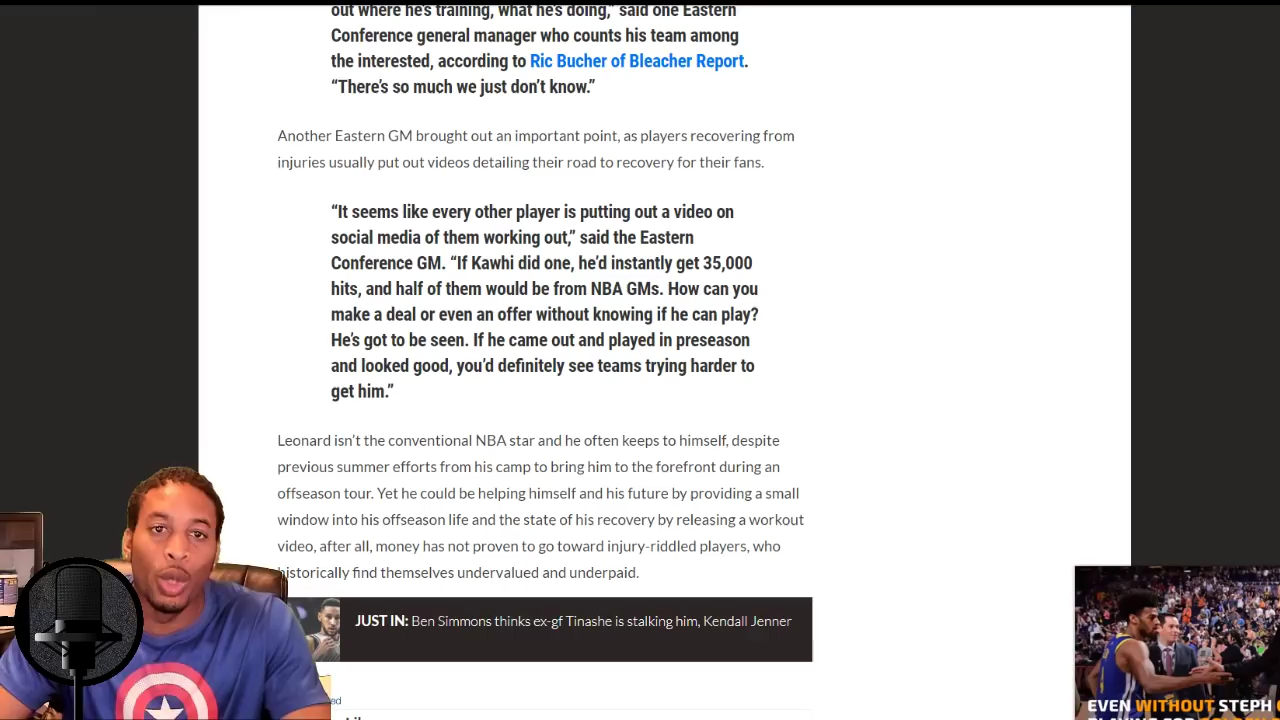 out where he's training, what he's doing,” said one Eastern
Conference general manager who counts his team among
the interested, according to Ric Bucher of Bleacher Report.
“There's so much we just don't know.”
Another Eastern GM brought out an important point, as players recovering from
injuries usually put out videos detailing their road to recovery for their fans.
“It seems like every other player is putting out a video on
social media of them working out,” said the Eastern
Conference GM. “If Kawhi did one, he'd instantly get 35,000
hits, and half of them would be from NBA GMs. How can you
make a deal or even an offer without knowing if he can play?
He's got to be seen. If he came out and played in preseason
and looked good, you'd definitely see teams trying harder to
get him.”
Leonard isn't the conventional NBA star and he often keeps to himself, despite
previous summer efforts from his camp to bring him to the forefront during an
offseason tour. Yet he could be helping himself and his future by providing a small
window into his offseason life and the state of his recovery by releasing a workout
video, after all, money has not proven to go toward injury-riddled players, who
historically find themselves undervalued and underpaid.
JUST IN: Ben Simmons thinks ex-gf Tinashe is stalking him, Kendall Jenner
EVEN WITHOUT STEPH